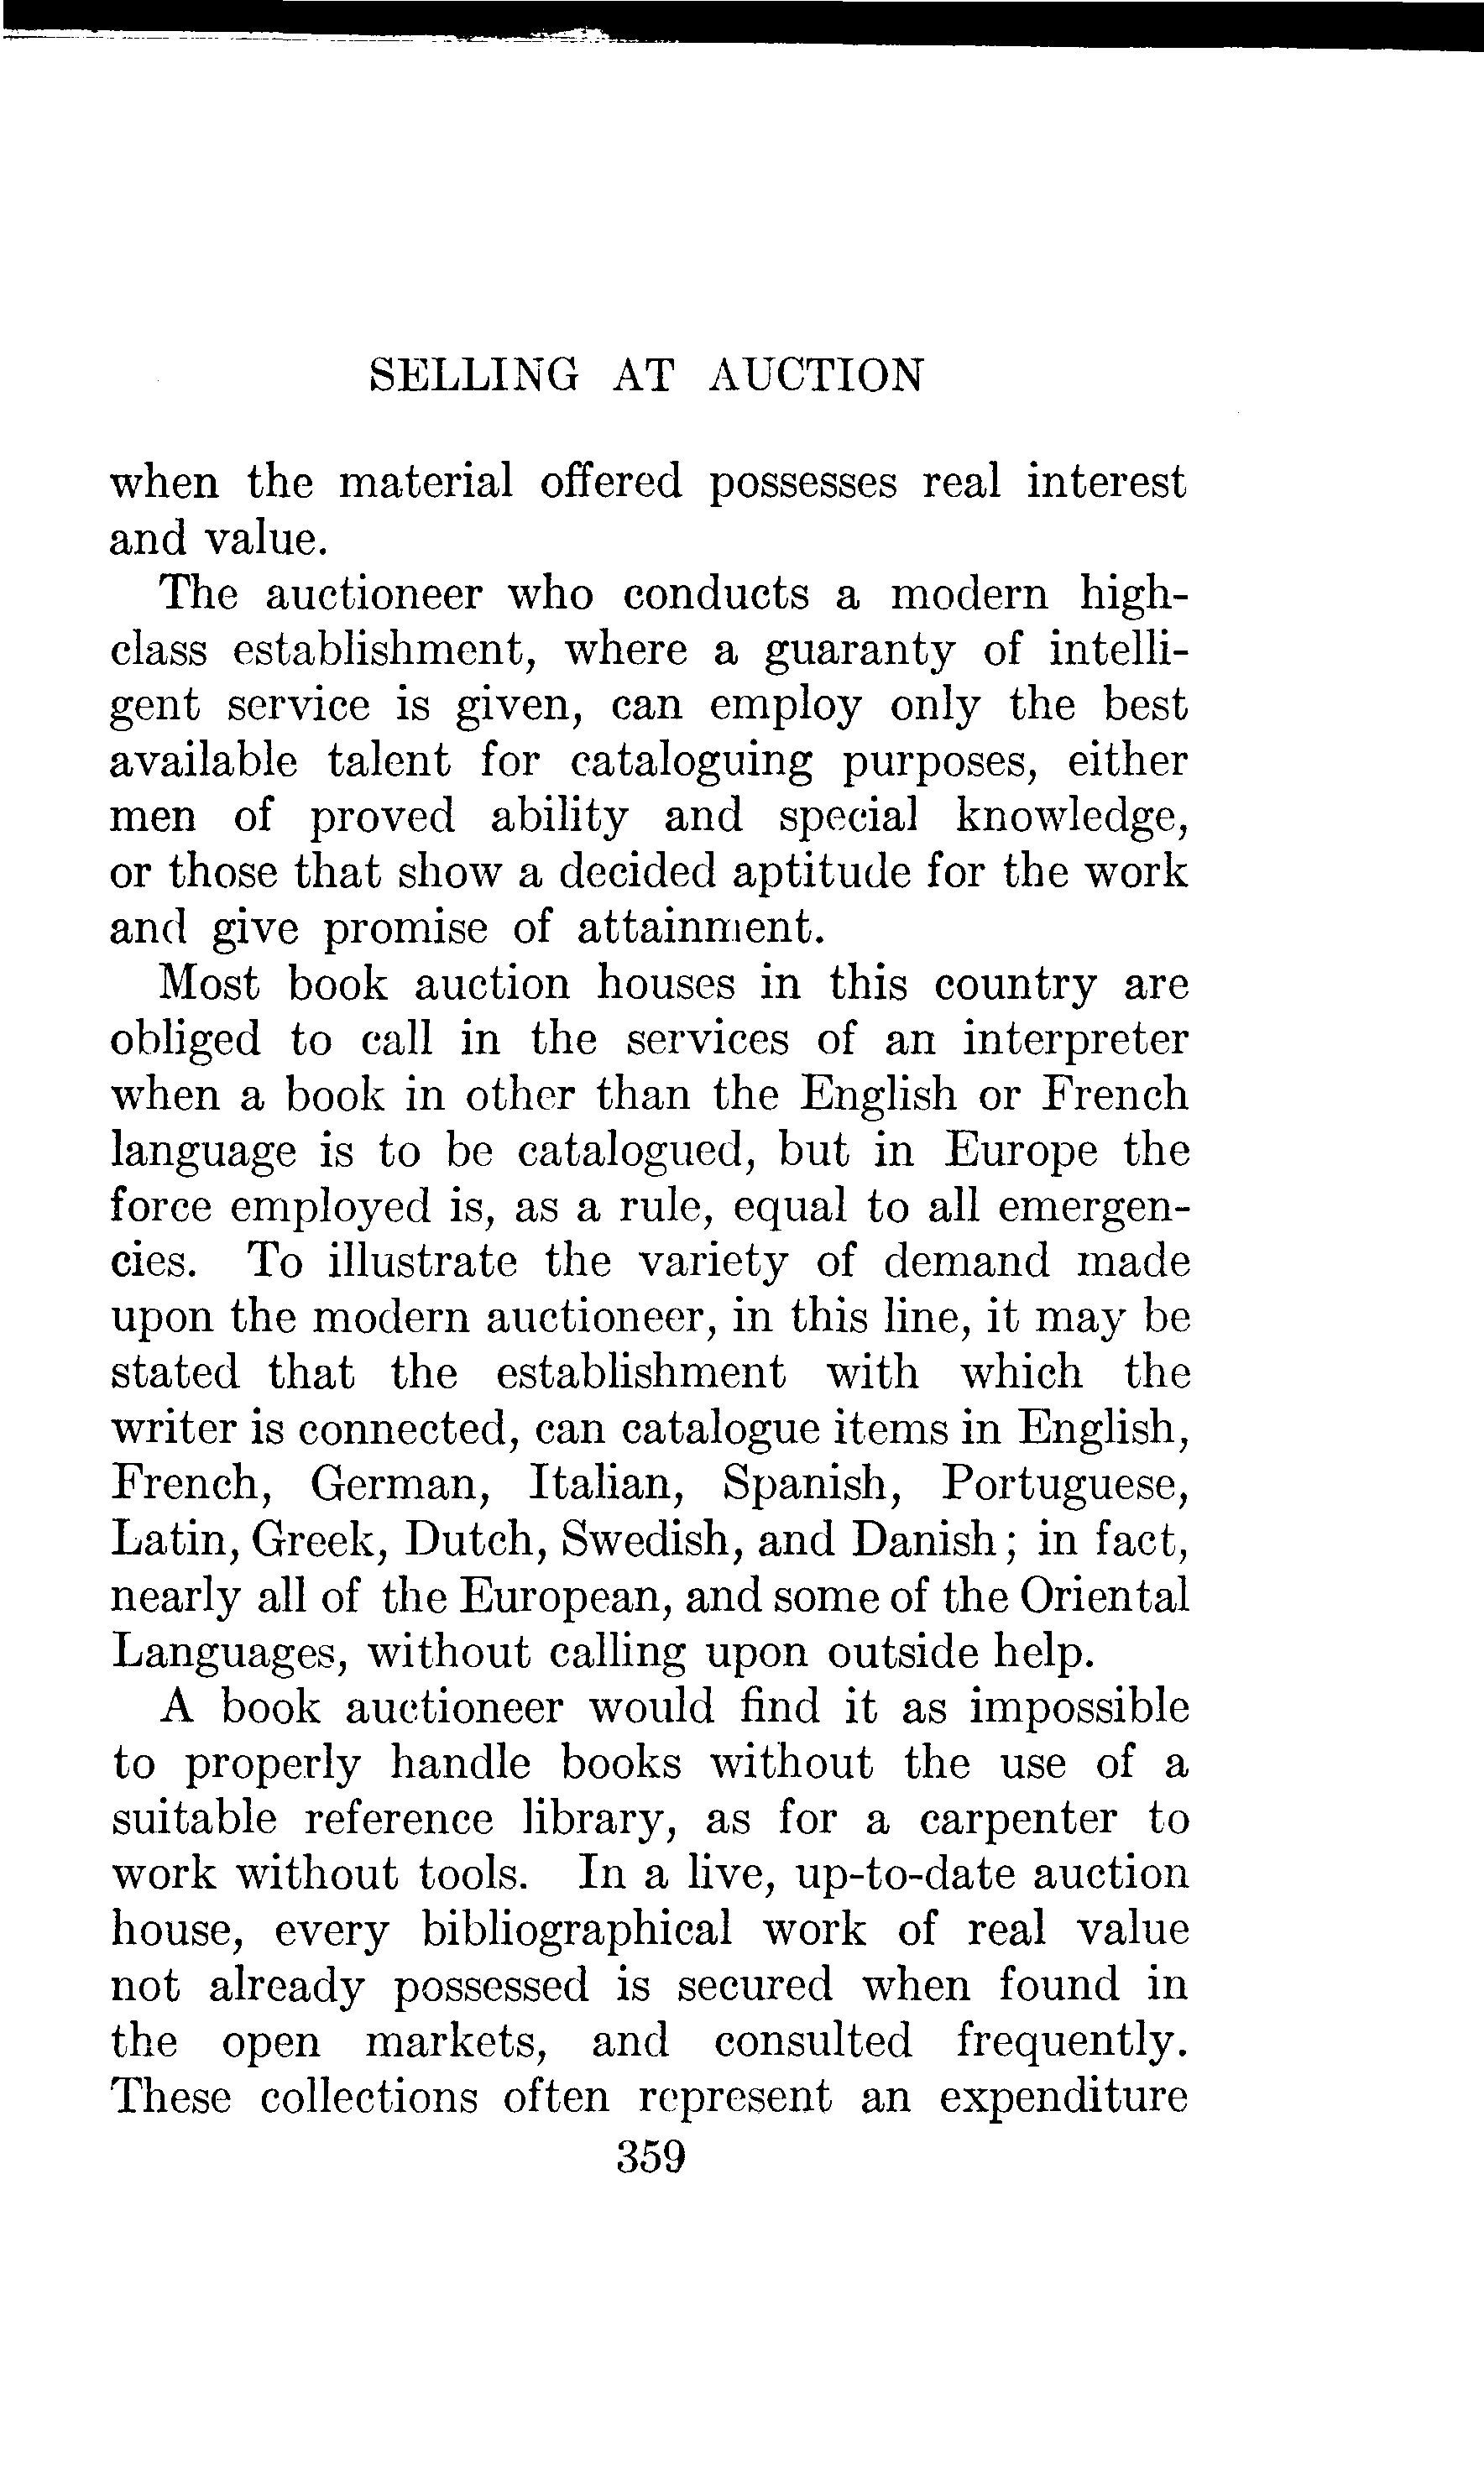 SELLING AT AUCTION
when the material offered possesses real interest
and value.
The auctioneer who conducts a modern high-
class establishment, where a guaranty of intelli-
gent service is given, can employ only the best
available talent for cataloguing purposes, either
men of proved ability and special knowledge,
or those that show a decided aptitude for the work
and give promise of attainment.
Most book auction houses in this country are
obliged to call in the services of an interpreter
when a book in other than the English or French
language is to be catalogued, but in Europe the
force employed is, as a rule, equal to all emergen-
cies. To illustrate the variety of demand made
upon the modern auctioneer, in this line, it may be
stated that the establishment with which the
writer is connected, can catalogue items in English,
French, German, Italian, Spanish, Portuguese,
Latin, Greek, Dutch, Swedish, and Danish; in fact,
nearly all of the European, and some of the Oriental
Languages, without calling upon outside help.
A book auctioneer would find it as impossible
to properly handle books without the use of a
suitable reference library, as for a carpenter to
work without tools. In a live, up-to-date auction
house, every bibliographical work of real value
not already possessed is secured when found in
the open markets, and consulted frequently.
These collections often represent an expenditure
359